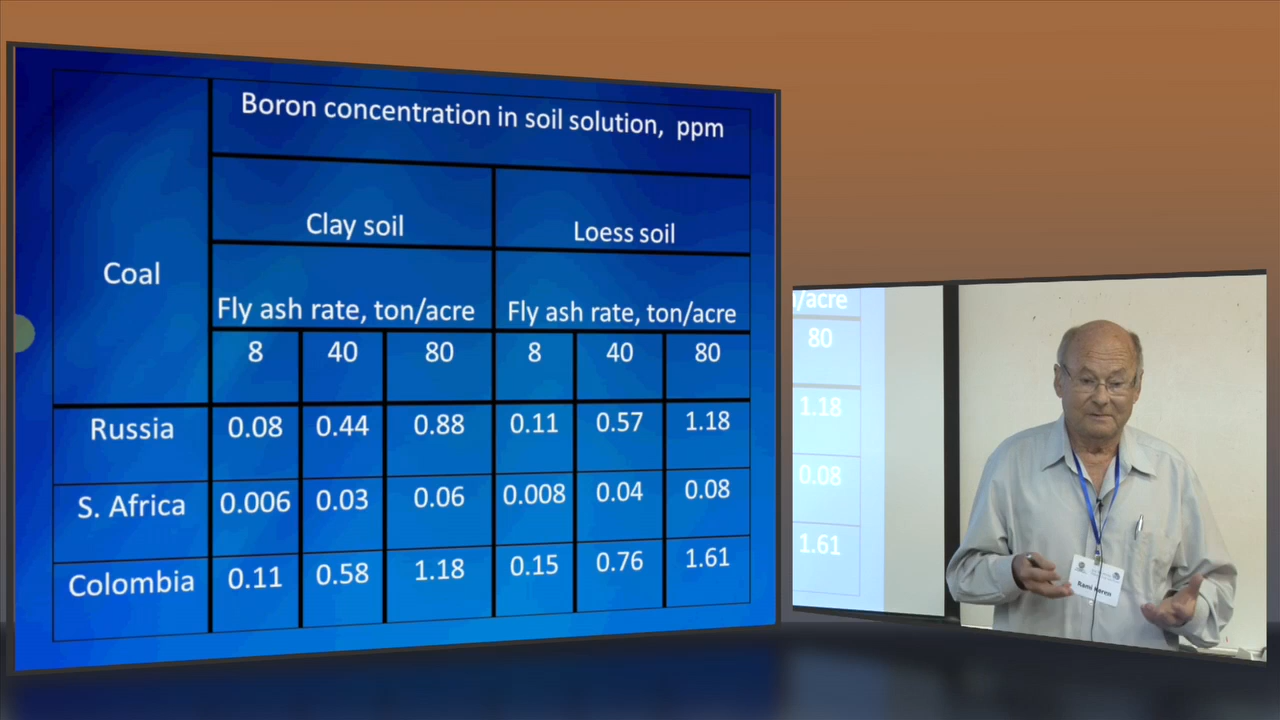 Boron concentration in soil solution, ppm
Clay soil
Loess soil
Coal
Fly ash rate, ton/acre
Fly ash rate, ton/acre
8 40 80 8 40 80
Russia 0.08 0.44 0.88 0.11 0.57 1.18
S. Africa 0.006 0.03 0.06 0.008 0.04 0.08
Colombia 0.11 0.58 1.18 0.15 0.76 1.61
/acre
80
1.18
0.08
1.61
Rami Keren